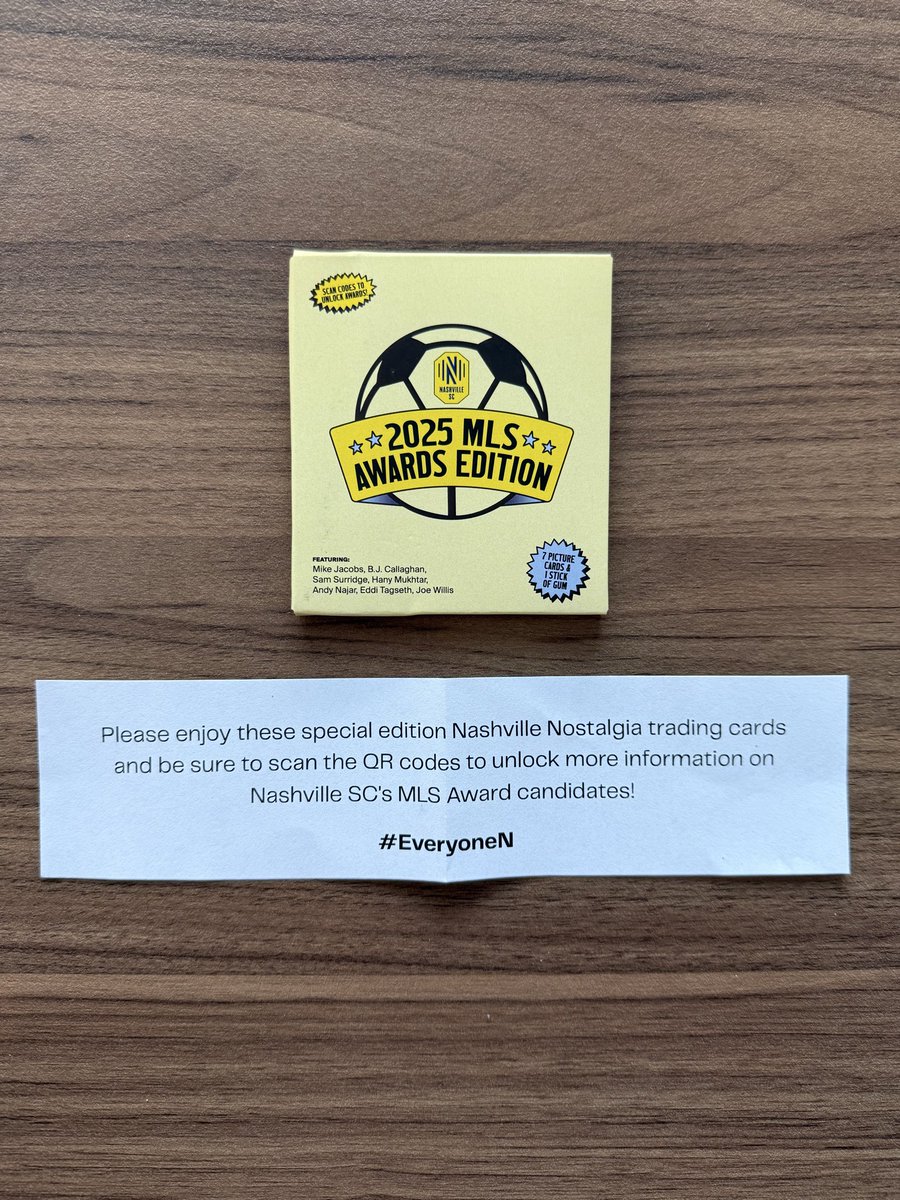 SCAN CODES TO
UNLOCK AWARDS!
N
NASHVILLE
SC
2025 MLS
AWARDS EDITION
FEATURING:
Mike Jacobs, B.J. Callaghan,
Sam Surridge, Hany Mukhtar,
Andy Najar, Eddi Tagseth, Joe Willis
7 PICTURE
CARDS &
1 STICK
OF GUM
Please enjoy these special edition Nashville Nostalgia trading cards
and be sure to scan the QR codes to unlock more information on
Nashville SC's MLS Award candidates!
#EveryoneN